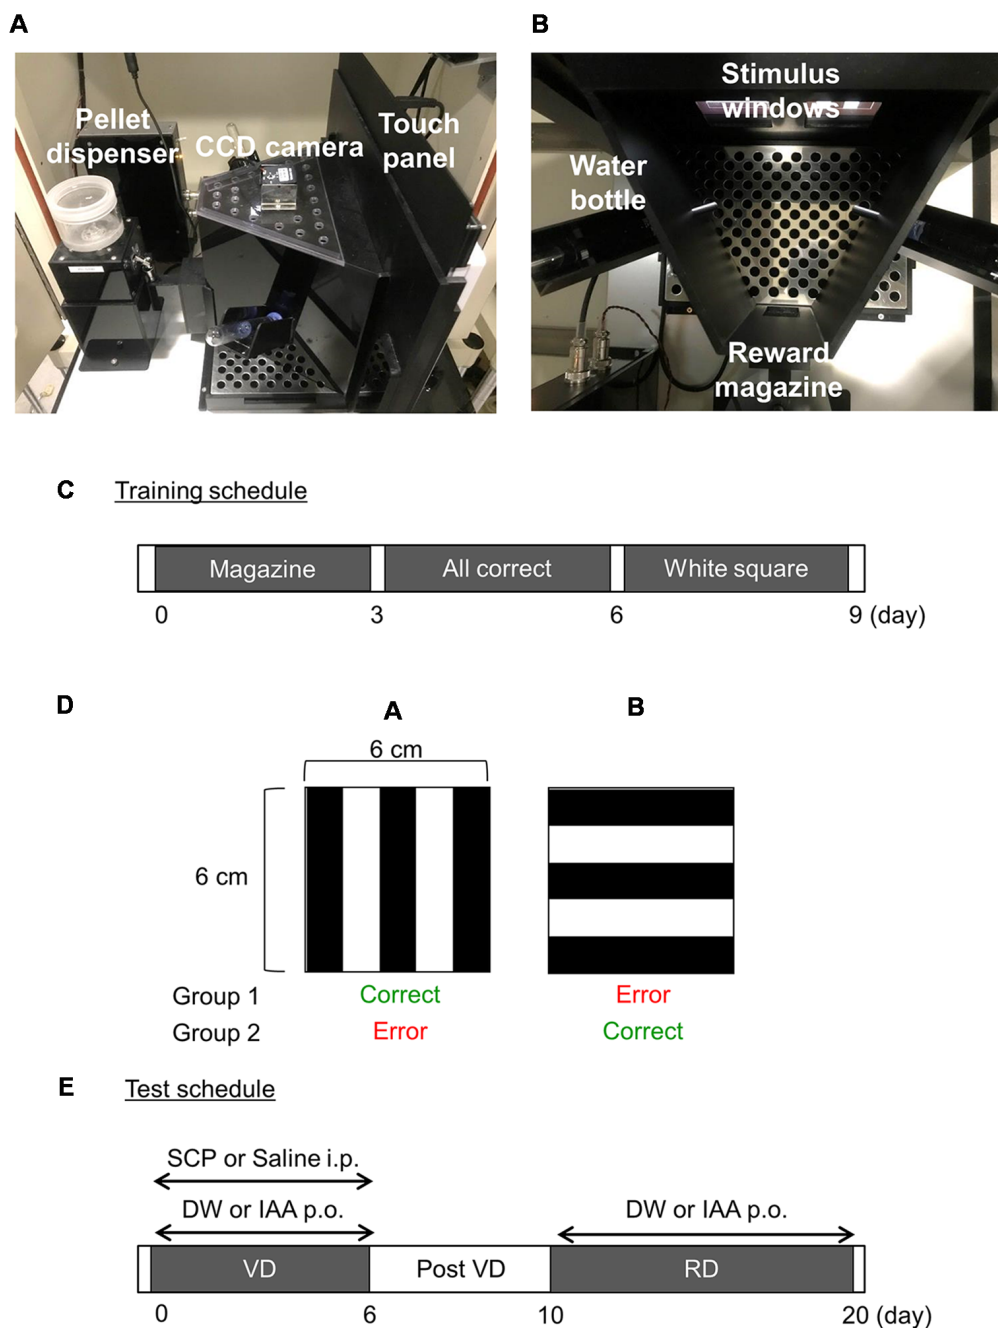 A
B
Pellet
dispenser
CCD camera
Touch
panel
Stimulus
windows
Water
bottle
Reward
magazine
C Training schedule
Magazine All correct White square
0 3 6 9 (day)
D
A B
6 cm
6 cm
Group 1 Correct Error
Group 2 Error Correct
E Test schedule
SCP or Saline i.p.
DW or IAA p.o. DW or IAA p.o.
VD Post VD RD
0 6 10 20 (day)